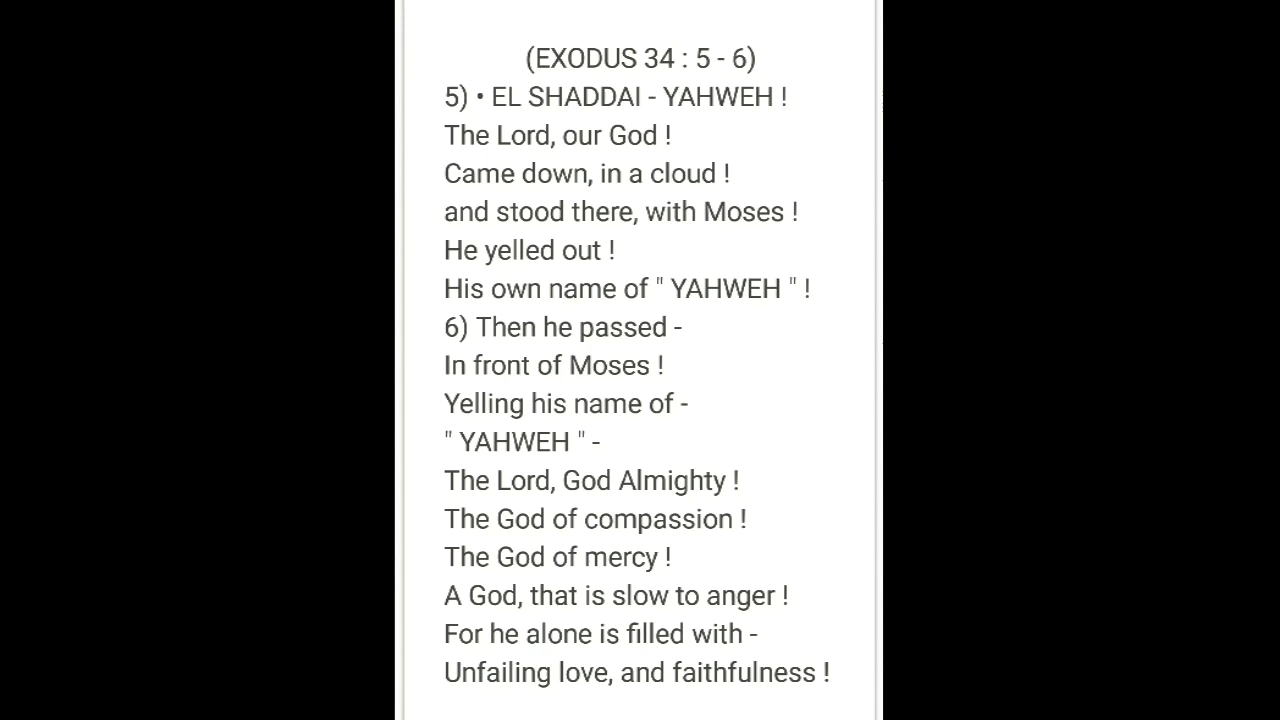 (EXODUS 34 : 5 - 6)
5) • EL SHADDAI - YAHWEH !
The Lord, our God !
Came down, in a cloud !
and stood there, with Moses !
He yelled out !
His own name of " YAHWEH " !
6) Then he passed -
In front of Moses !
Yelling his name of -
" YAHWEH " -
The Lord, God Almighty !
The God of compassion !
The God of mercy !
A God, that is slow to anger !
For he alone is filled with -
Unfailing love, and faithfulness !